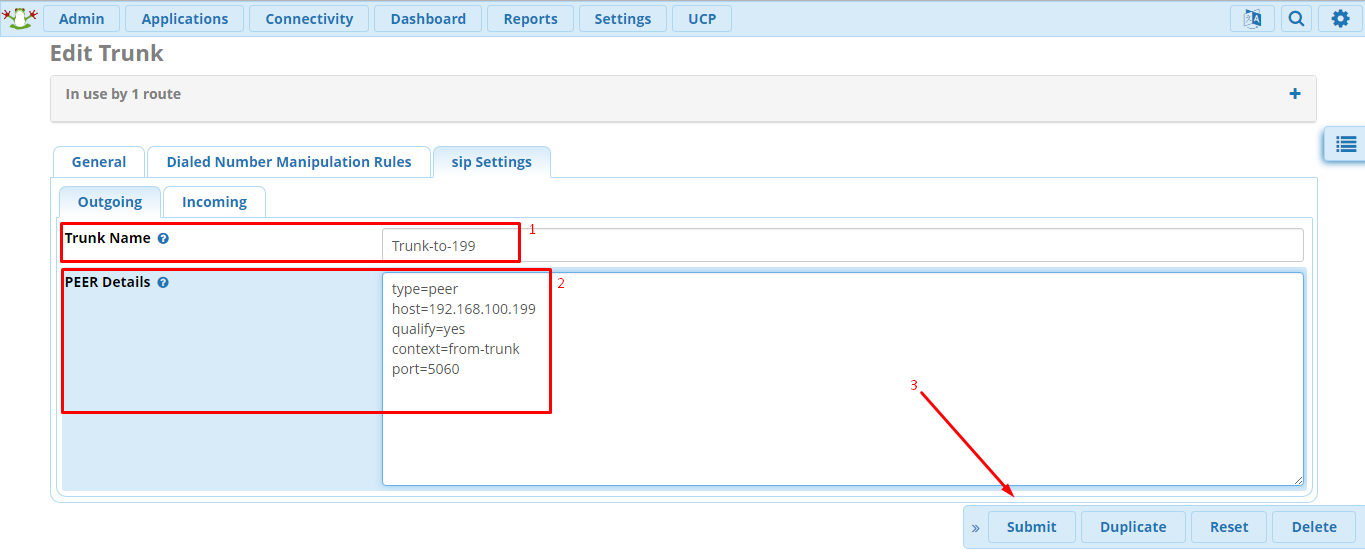 Admin Applications Connectivity Dashboard Reports Settings UCP
Edit Trunk
In use by 1 route
+
General Dialed Number Manipulation Rules sip Settings
Outgoing Incoming
Trunk Name ? Trunk-to-199 1
PEER Details ? 2
type=peer
host=192.168.100.199
qualify=yes
context=from-trunk
port=5060
3
» Submit Duplicate Reset Delete